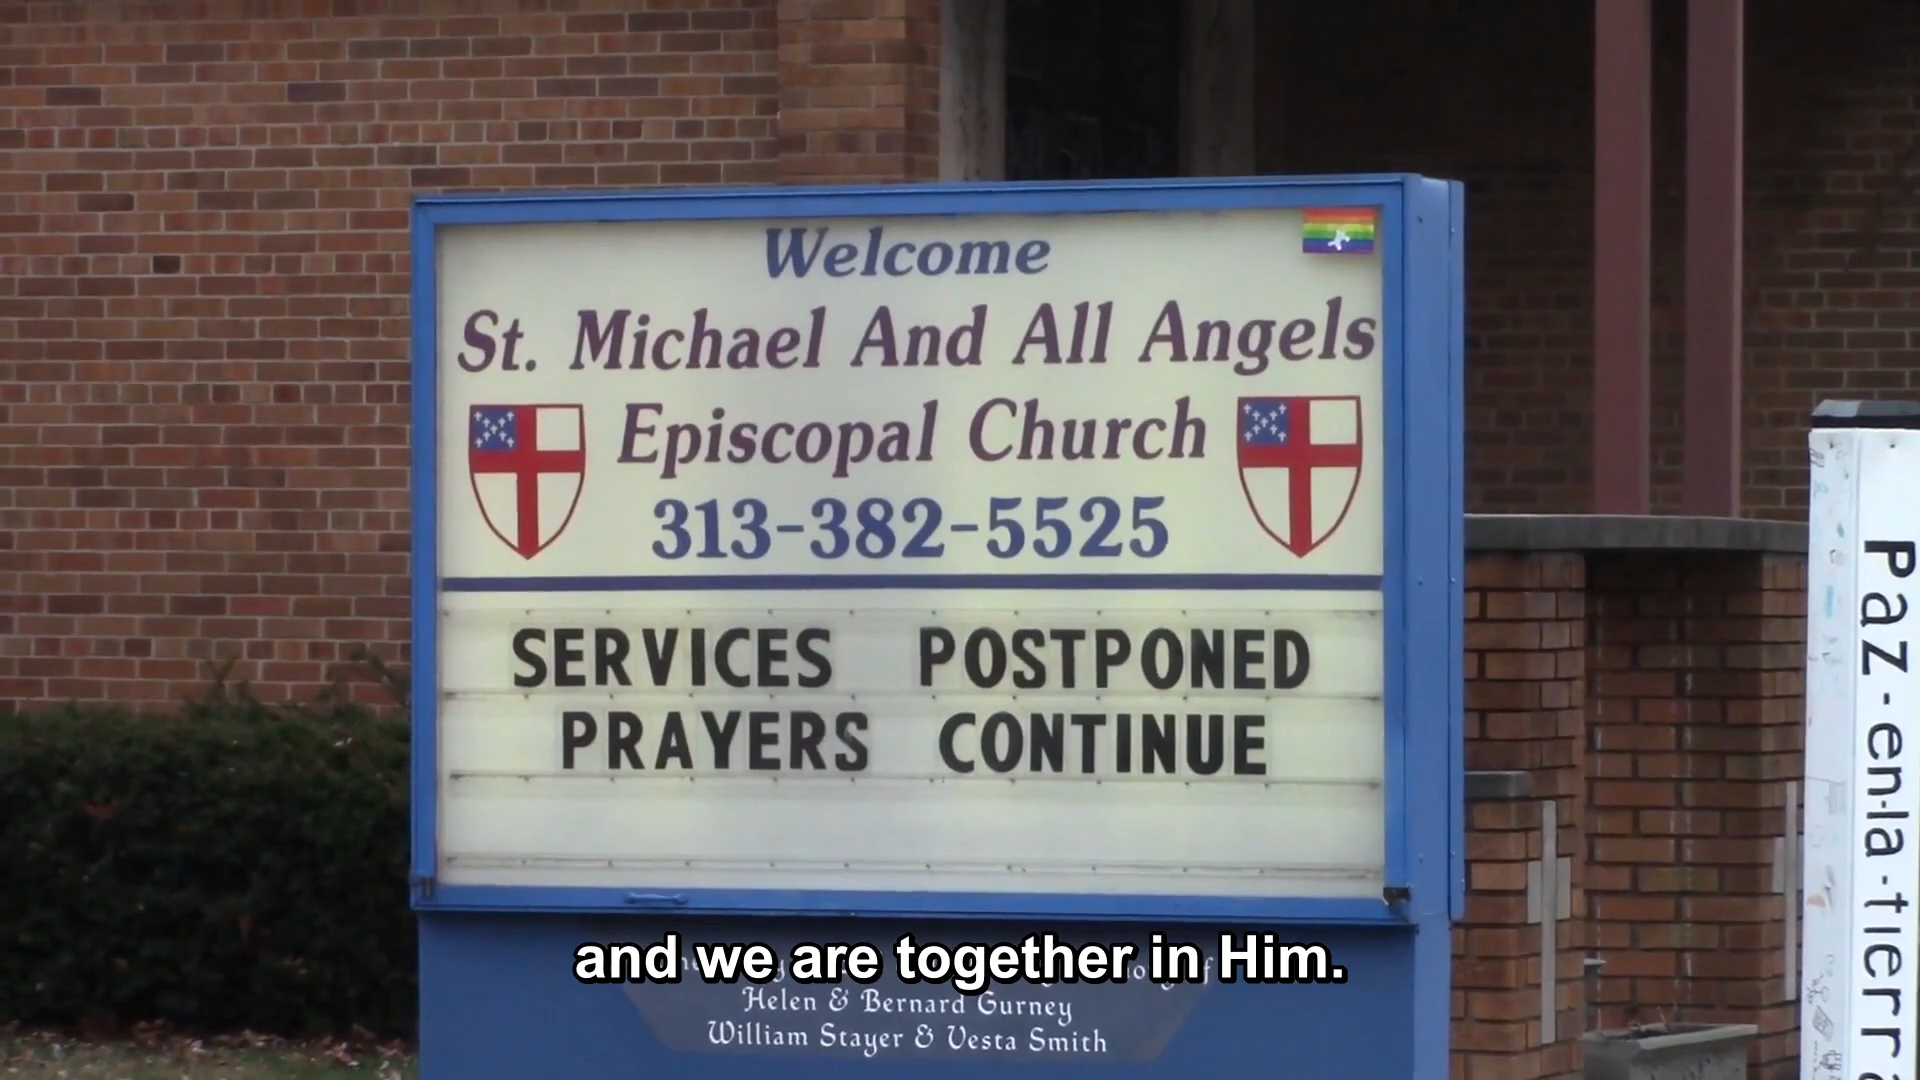 Welcome
St. Michael And All Angels
Episcopal Church
313-382-5525
SERVICES POSTPONED
PRAYERS CONTINUE
and we are together in Him.
Helen & Bernard Gurney
William Stayer & Vesta Smith
Paz-en-la-tierra